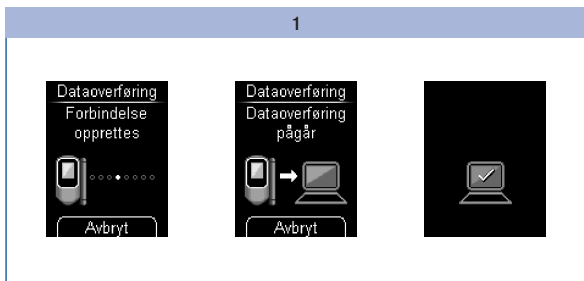 1
Dataoverføring
Forbindelse
opprettes
Avbryt
Dataoverføring
Dataoverføring
pågår
Avbryt